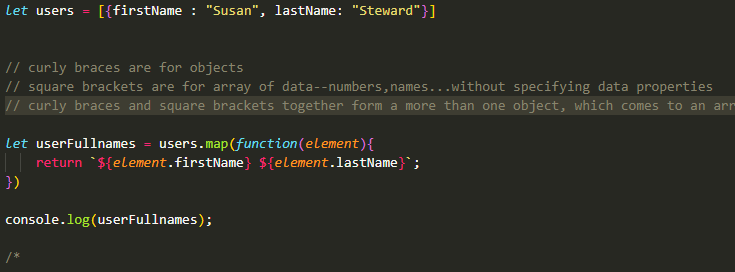 let users = [{firstName : "Susan", lastName: "Steward"}]
// curly braces are for objects
// square brackets are for array of data--numbers,names...without specifying data properties
// curly braces and square brackets together form a more than one object, which comes to an arr
let userFullnames = users.map(function(element){
return `${element.firstName} ${element.lastName}`;
})
console.log(userFullnames);
/*